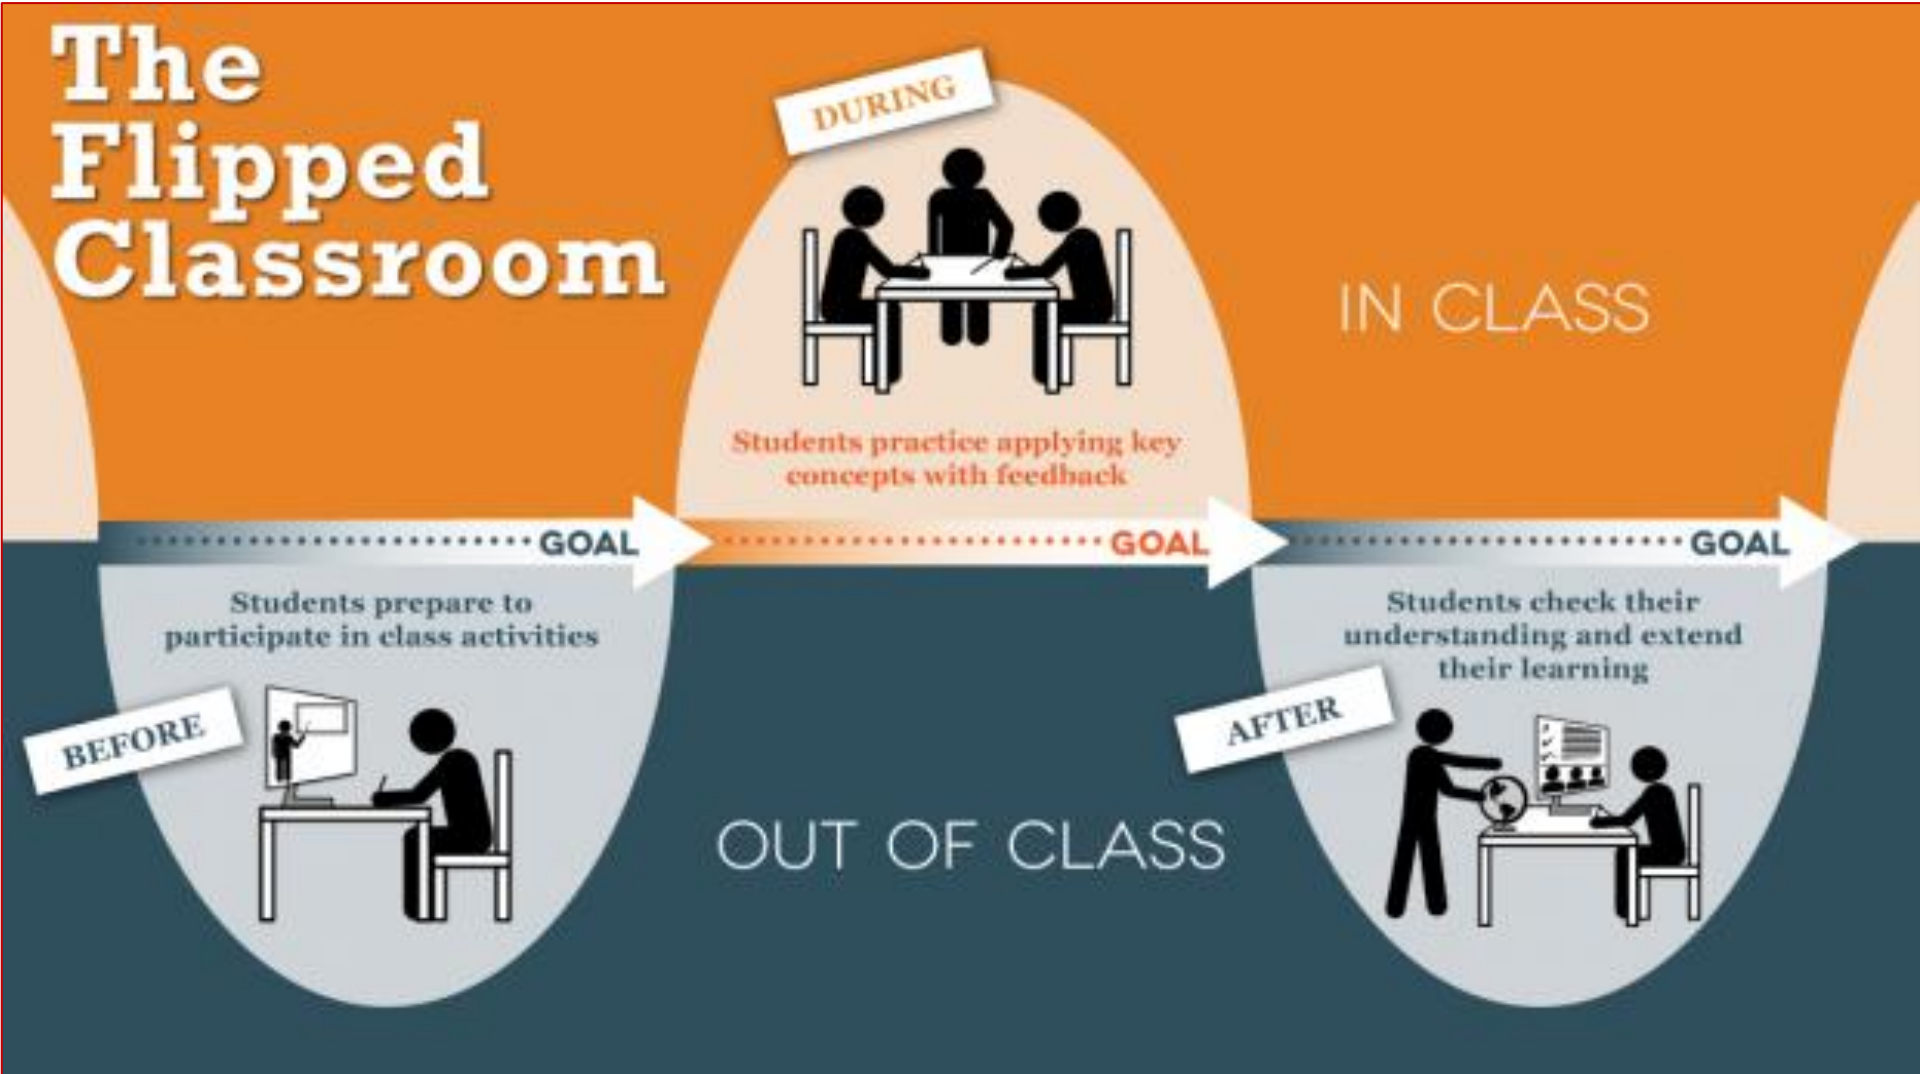 The
Flipped
Classroom
DURING
IN CLASS
Students practice applying key
concepts with feedback
GOAL
GOAL
GOAL
Students prepare to
participate in class activities
BEFORE
OUT OF CLASS
Students check their
understanding and extend
their learning
AFTER